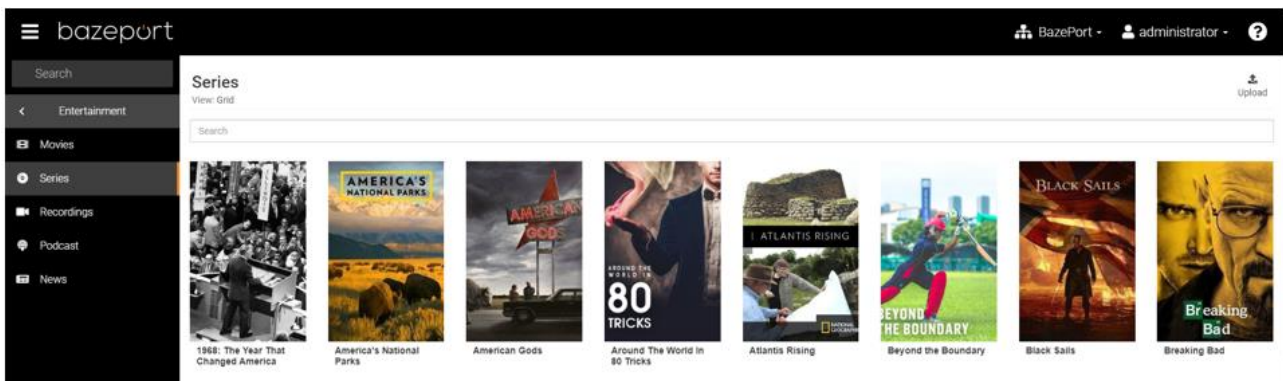 bazeport
BazePort
administrator
?
Search
Entertainment
Movies
Series
Recordings
Podcast
News
Series
View: Grid
Upload
Search
AMERICA'S
NATIONAL PARKS
AMERICAN
GODS
AROUND THE
WORLD IN
80
TRICKS
ATLANTIS RISING
NATIONAL
GEOGRAPHIC
BEYOND
THE BOUNDARY
BLACK SAILS
Breaking
Bad
1968: The Year That
Changed America
America's National
Parks
American Gods
Around The World In
80 Tricks
Atlantis Rising
Beyond the Boundary
Black Sails
Breaking Bad